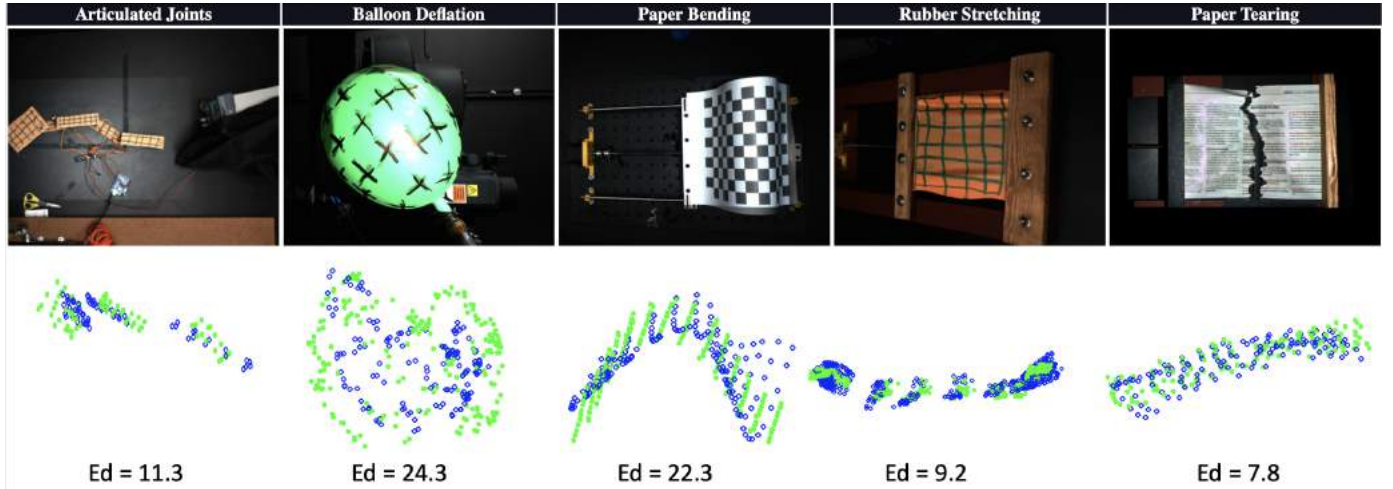 Articulated Joints
Balloon Deflation
Paper Bending
Rubber Stretching
Paper Tearing
Ed = 11.3
Ed = 24.3
Ed = 22.3
Ed = 9.2
Ed = 7.8